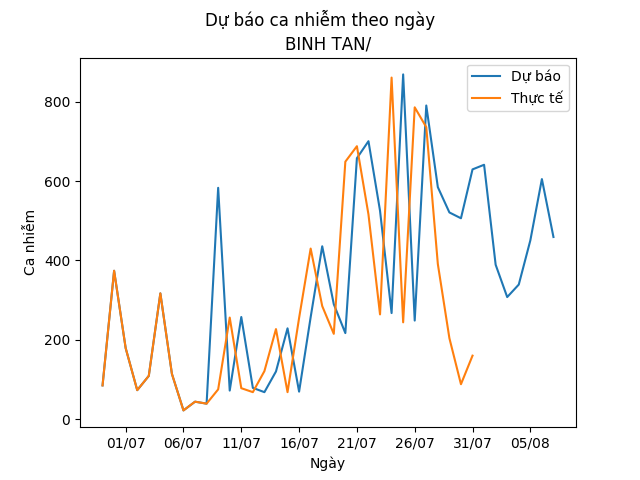 Dự báo ca nhiễm theo ngày
BINH TAN/
Dự báo
Thực tế
Ca nhiễm
800
600
400
200
0
01/07 06/07 11/07 16/07 21/07 26/07 31/07 05/08
Ngày